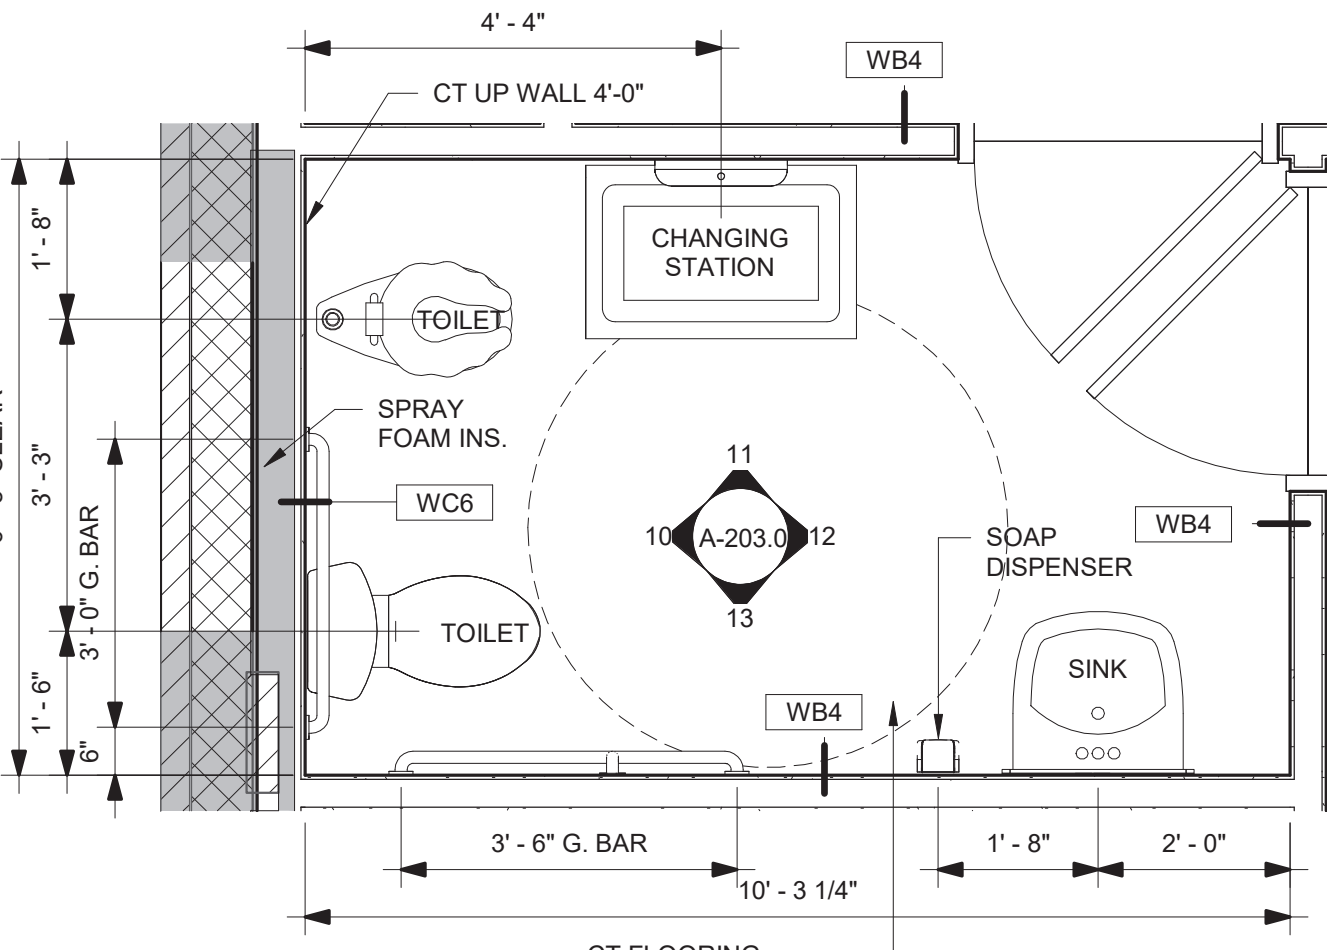 4' - 4"
WB4
CT UP WALL 4'-0"
1' - 8"
CHANGING
STATION
TOILET
SPRAY
FOAM INS.
3' - 3"
11
WC6
10
A-203.0
12
WB4
SOAP
DISPENSER
3' - 0" G. BAR
13
TOILET
SINK
1' - 6"
WB4
6"
3' - 6" G. BAR
1' - 8"
2' - 0"
10' - 3 1/4"
CT FLOORING